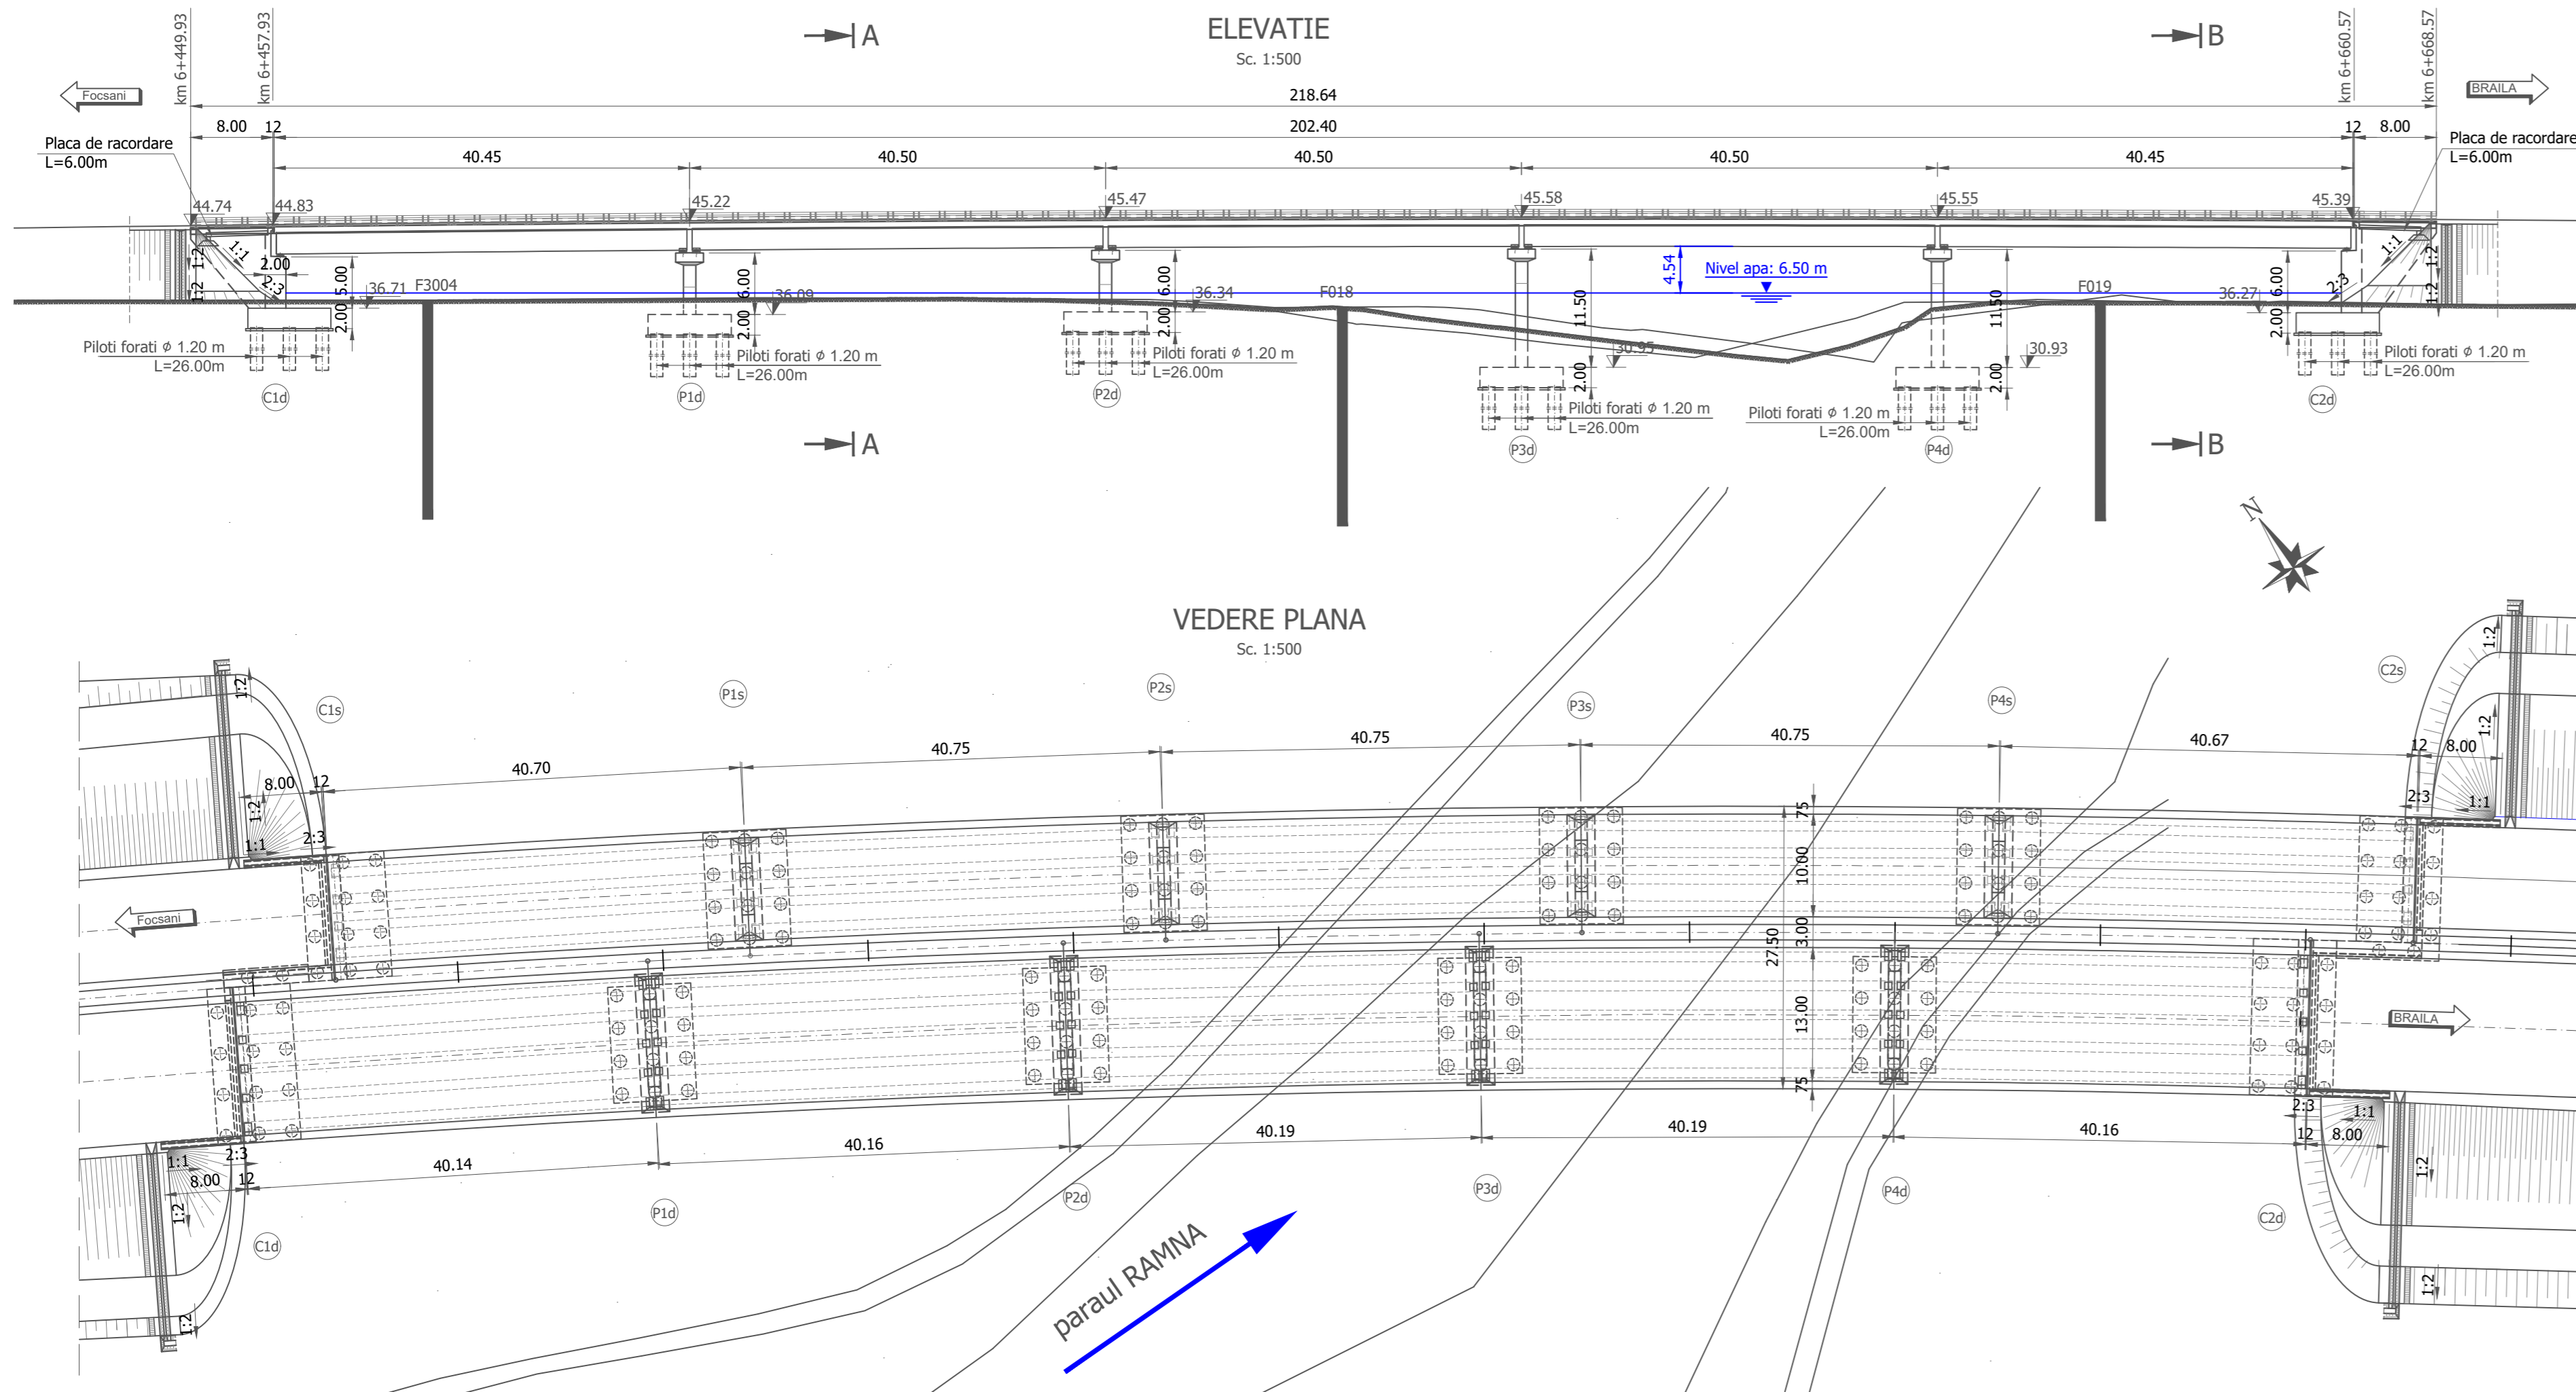 km 6+449.93
km 6+457.93
A
ELEVATIE
Sc. 1:500
B
km 6+660.57
km 6+668.57
Focsani
BRAILA
218.64
8.00
12
202.40
12
8.00
Placa de racordare
L=6.00m
Placa de racordare
L=6.00m
40.45
40.50
40.50
40.50
40.45
44.74
44.83
45.22
45.47
45.58
45.55
45.39
1:2
1:1
2.00
2:3
1:2
5.00
2.00
36.71
F3004
6.00
2.00
36.09
6.00
2.00
36.34
F018
11.50
2.00
30.95
4.54
Nivel apa: 6.50 m
11.50
2.00
30.93
F019
36.27
6.00
2.00
2:3
1:1
1:2
1:2
Piloti forati ϕ 1.20 m
L=26.00m
Piloti forati ϕ 1.20 m
L=26.00m
Piloti forati ϕ 1.20 m
L=26.00m
Piloti forati ϕ 1.20 m
L=26.00m
Piloti forati ϕ 1.20 m
L=26.00m
Piloti forati ϕ 1.20 m
L=26.00m
C1d
P1d
P2d
P3d
P4d
C2d
A
B
N
VEDERE PLANA
Sc. 1:500
C1s
P1s
P2s
P3s
P4s
C2s
1:2
1:2
8.00
12
40.70
40.75
40.75
40.75
40.67
12
8.00
1:2
1:2
1:1
2:3
2:3
1:1
75
10.00
3.00
27.50
13.00
75
Focsani
BRAILA
1:1
2:3
8.00
12
40.14
40.16
40.19
40.19
40.16
12
8.00
2:3
1:1
1:2
1:2
1:2
1:2
C1d
P1d
P2d
P3d
P4d
C2d
paraul RAMNA